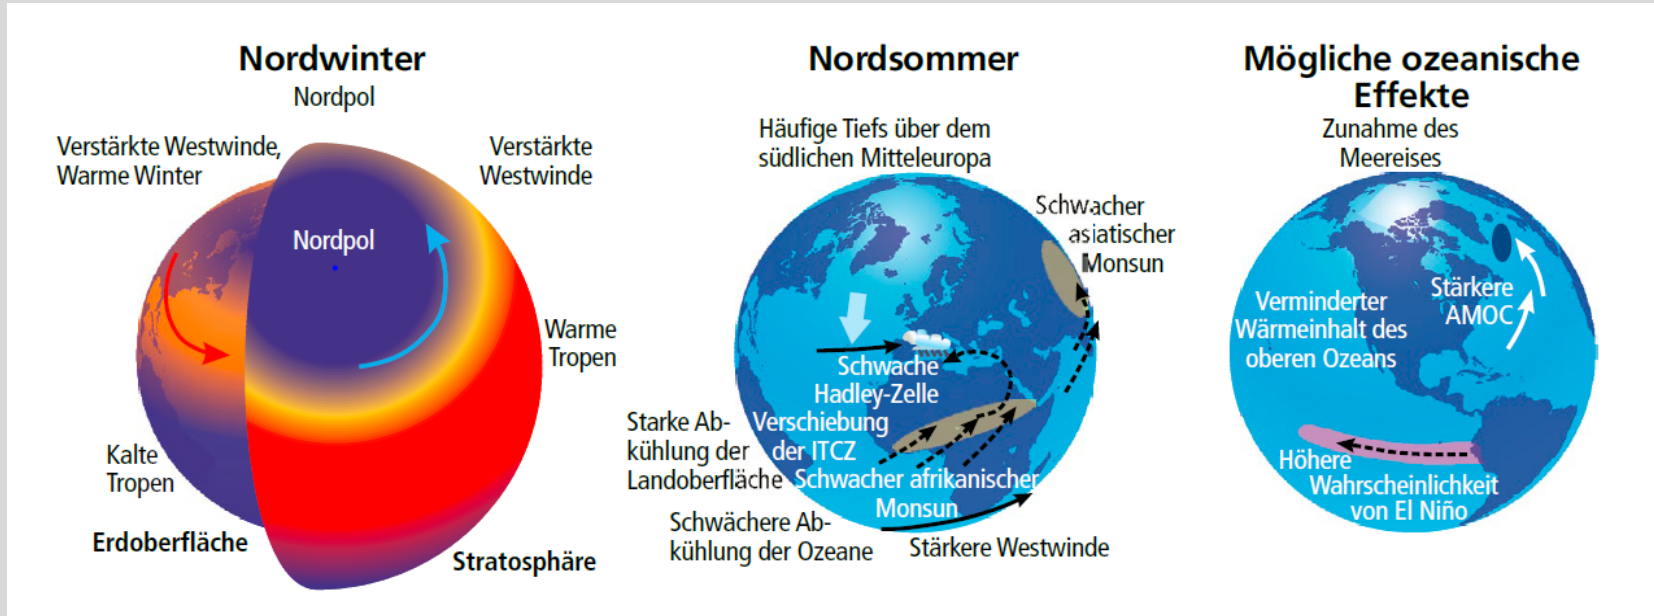 Nordwinter
Nordpol
Verstärkte Westwinde,
Warme Winter
Verstärkte
Westwinde
Nordpol
Warme
Tropen
Kalte
Tropen
Erdoberfläche
Stratosphäre
Nordsommer
Häufige Tiefs über dem
südlichen Mitteleuropa
Schwacher
asiatischer
Monsun
Schwache
Hadley-Zelle
Verschiebung
der ITCZ
Starke Ab-
kühlung der
Landoberfläche
Schwacher afrikanischer
Monsun
Schwächere Ab-
kühlung der Ozeane
Stärkere Westwinde
Mögliche ozeanische
Effekte
Zunahme des
Meereises
Stärkere
AMOC
Verminderter
Wärmeinhalt des
oberen Ozeans
Höhere
Wahrscheinlichkeit
von El Niño